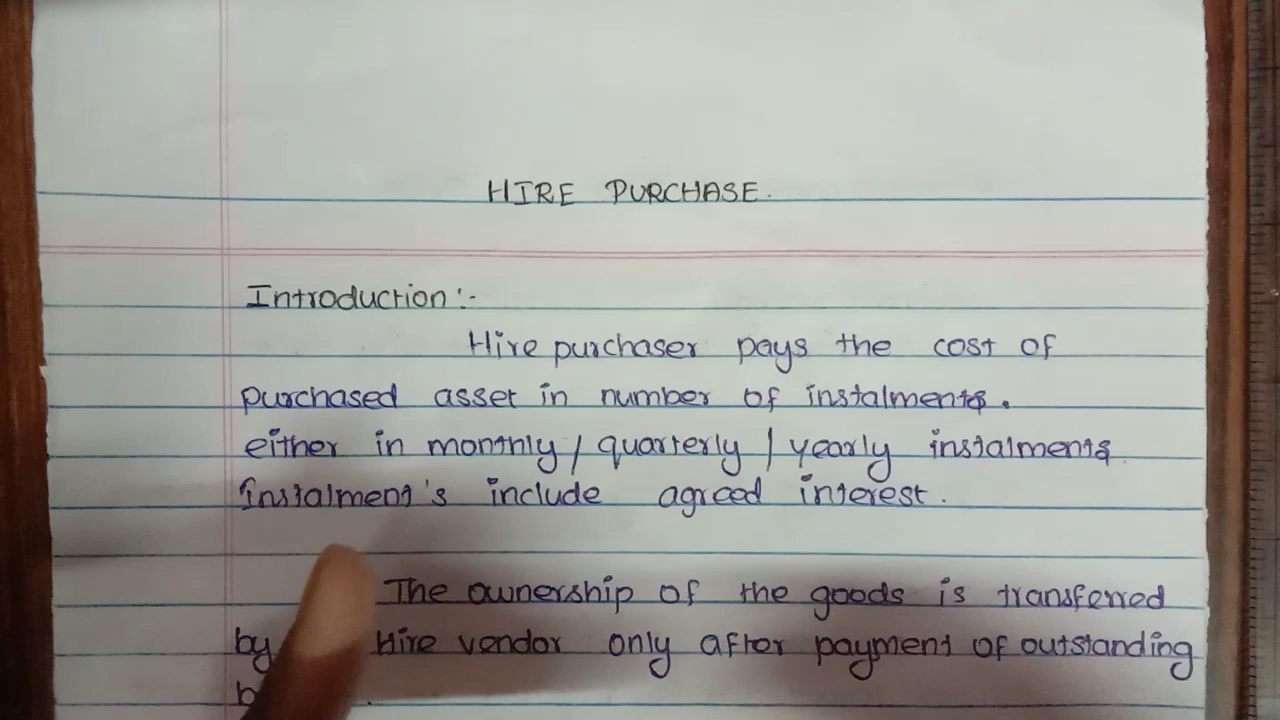 HIRE PURCHASE.
Introduction :-
Hire purchaser pays the cost of
purchased asset in number of instalments.
either in monthly / quarterly / yearly instalments
Instalment's include agreed interest.
The ownership of the goods is transferred
by Hire vendor only after payment of outstanding